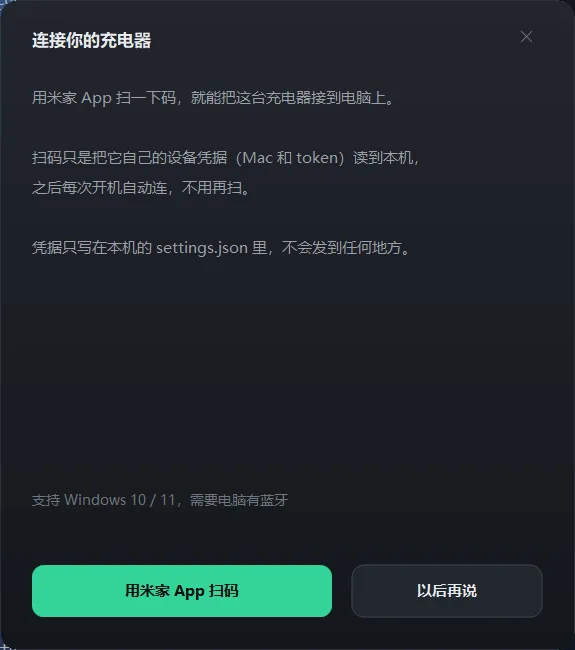 连接你的充电器
用米家 App 扫一下码，就能把这台充电器接到电脑上。
扫码只是把它自己的设备凭据（Mac 和 token）读到本机，
之后每次开机自动连，不用再扫。
凭据只写在本机的 settings.json 里，不会发到任何地方。
支持 Windows 10 / 11，需要电脑有蓝牙
用米家 App 扫码
以后再说